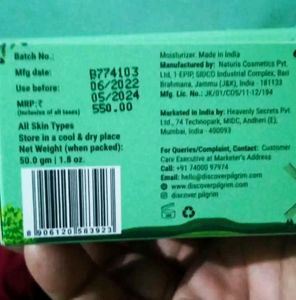 Batch No.:
B774103
Mfg date:
06/2022
Use before:
05/2024
MRP:₹
550.00
(Inclusive of all taxes)
All Skin Types
Store in a cool & dry place
Net Weight (when packed):
50.0 gm | 1.8 oz.
8 906120 583923
Moisturizer. Made in India
Manufactured by: Naturis Cosmetics Pvt.
Ltd., 1 EPIP, SIDCO Industrial Complex, Bari
Brahmana, Jammu (J&K), India - 181133
Mfg. Lic. No.: JK/01/COS/11-12/194
Marketed by: Heavenly Secrets Pvt
Ltd., 74 Technopark, MIDC, Andheri (E),
Mumbai, India - 400093
For Queries/Complaint, Contact: Customer
Care Executive at Marketer's Address
Call: +91 74000 97974
Email: hello@discoverpilgrim.com
www.discoverpilgrim.com
discover.pilgrim